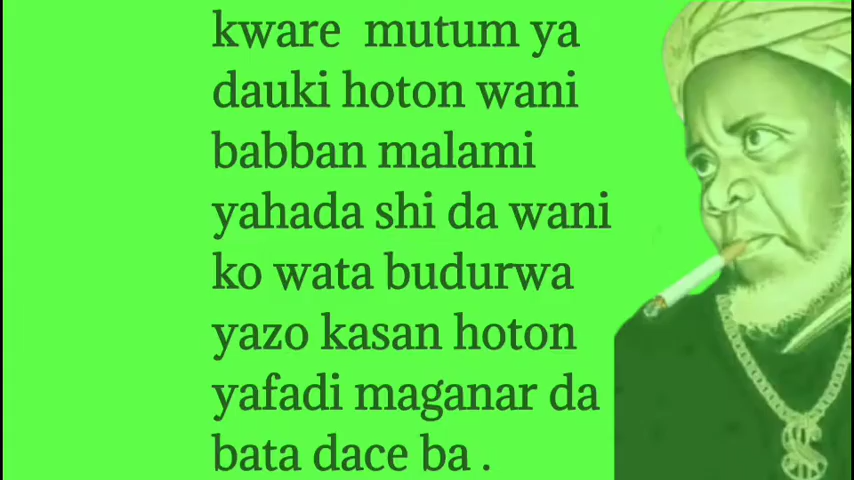 kware mutum ya
dauki hoton wani
babban malami
yahada shi da wani
ko wata budurwa
yazo kasan hoton
yafadi maganar da
bata dace ba .